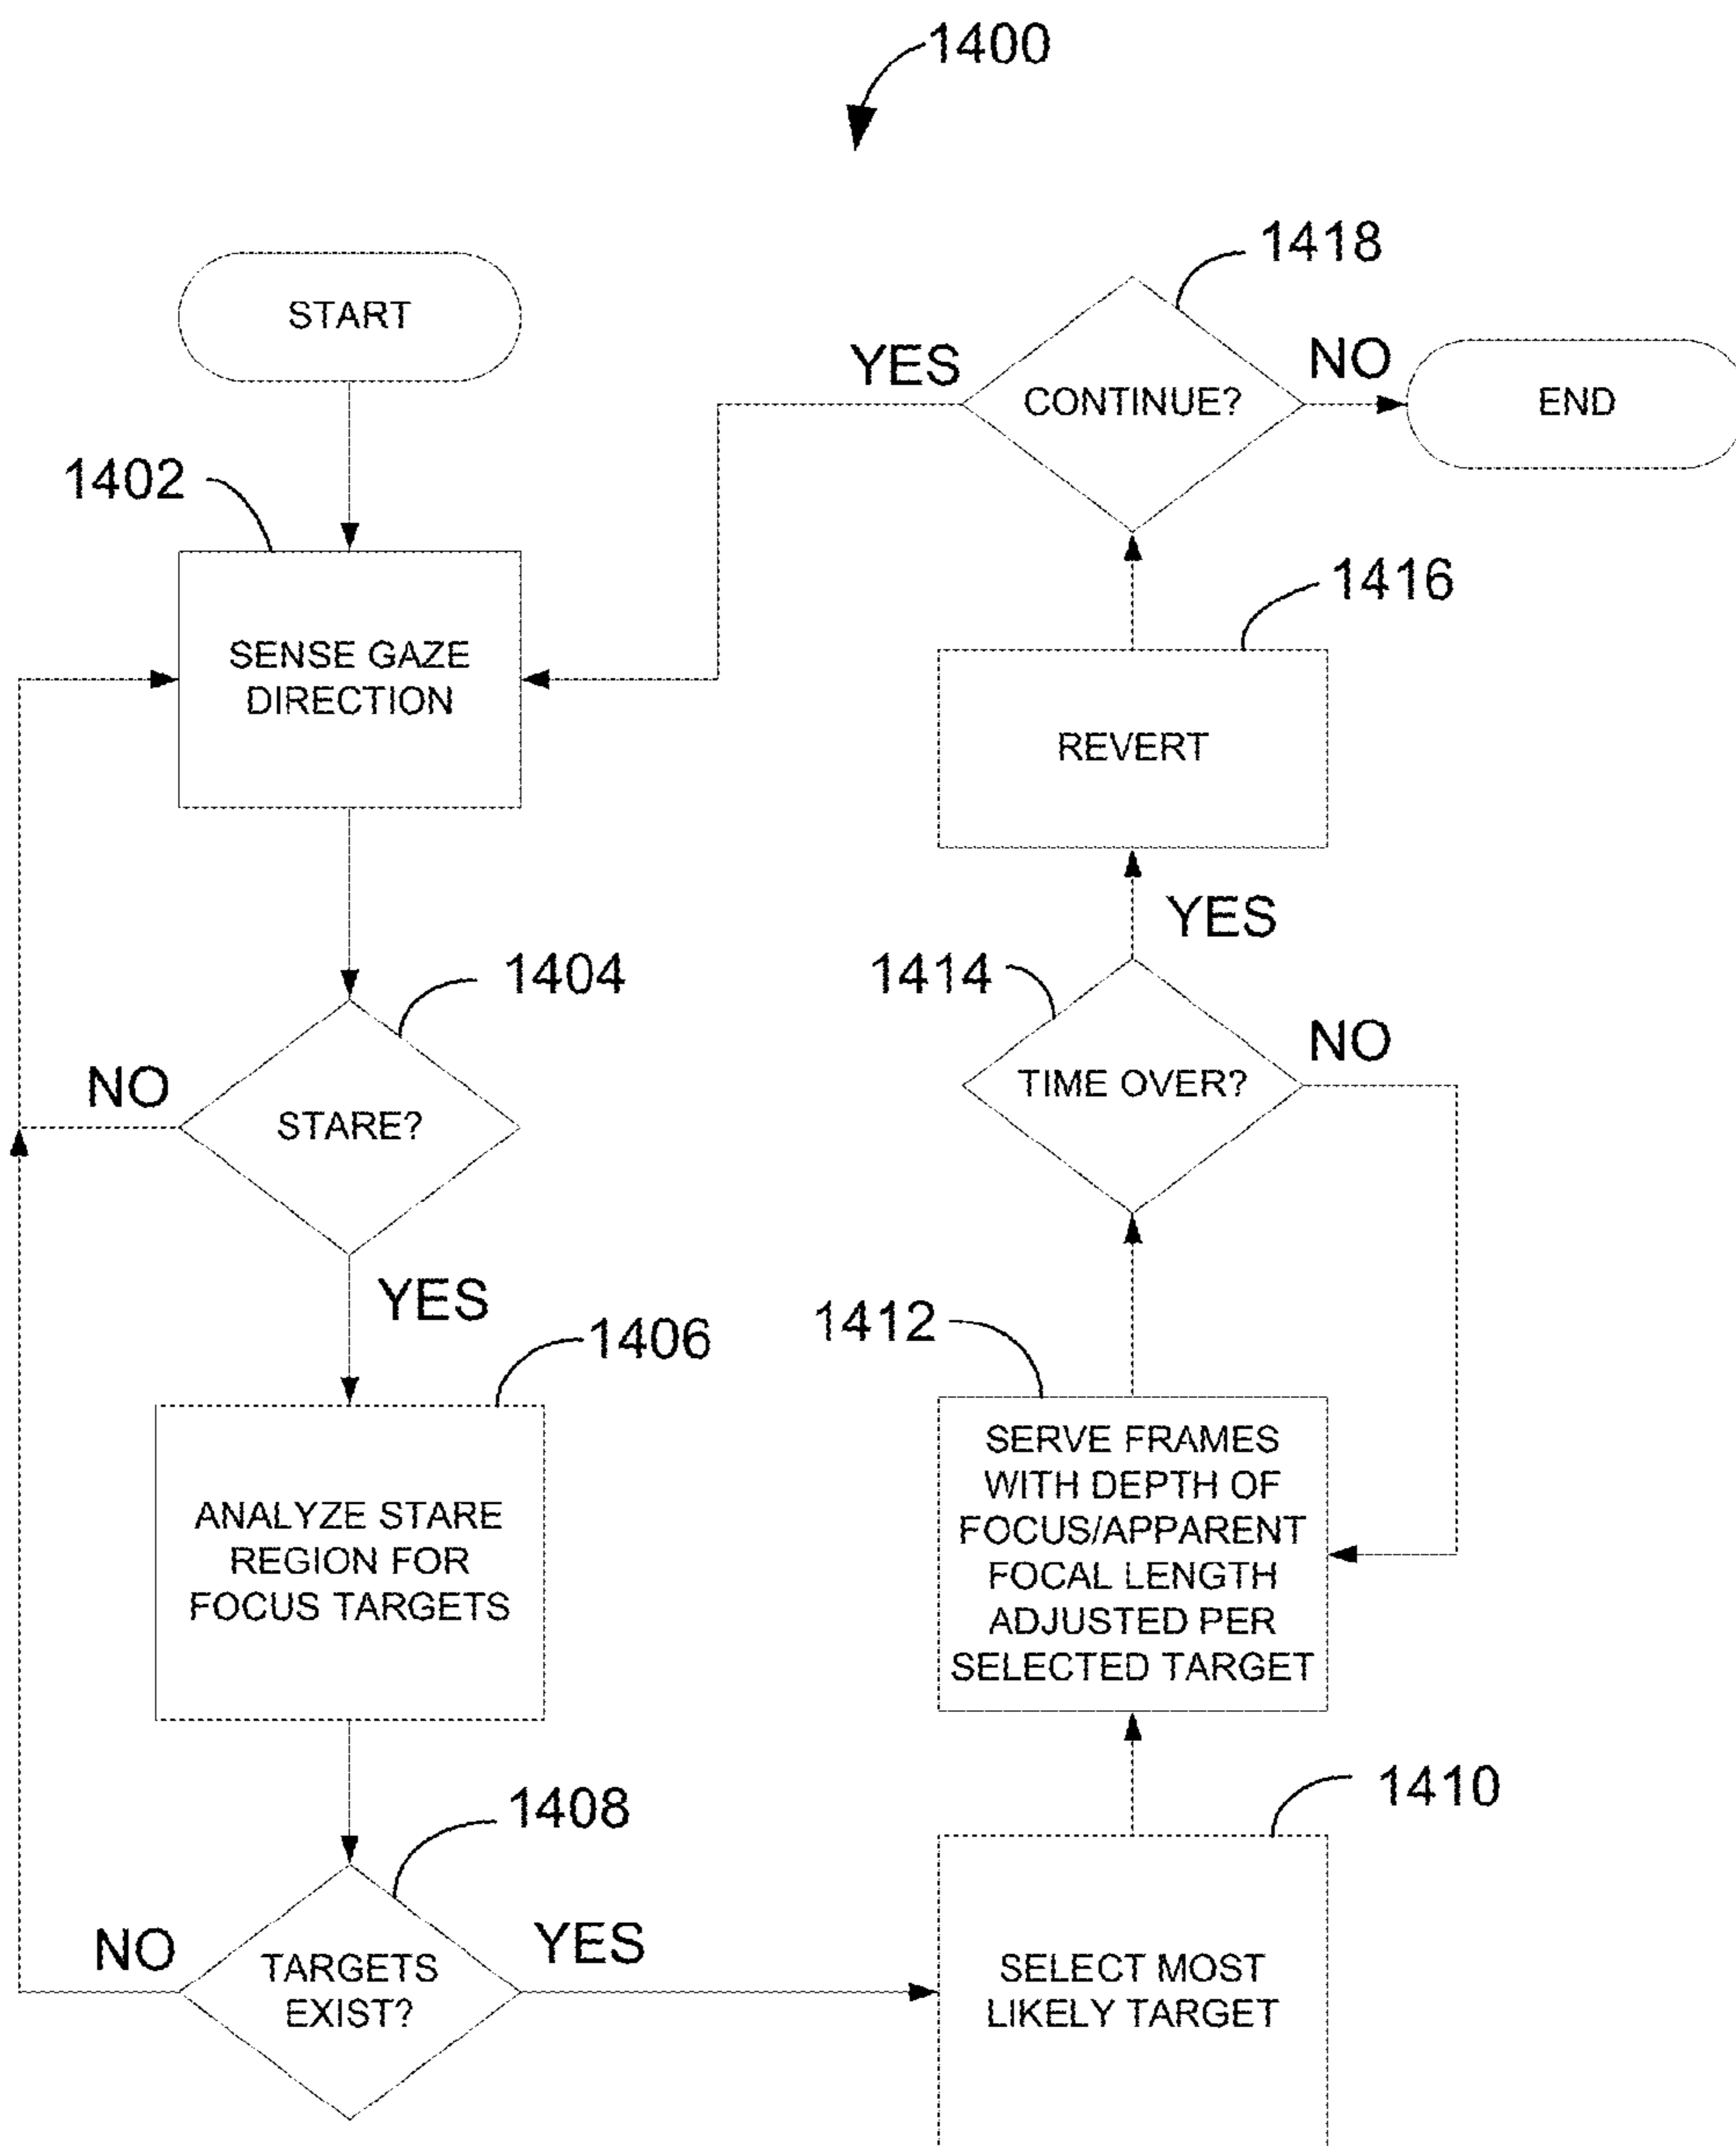 1400
START
1402
SENSE GAZE
DIRECTION
1404
NO
STARE?
YES
1406
ANALYZE STARE
REGION FOR
FOCUS TARGETS
1408
NO
TARGETS
EXIST?
YES
1410
SELECT MOST
LIKELY TARGET
1412
SERVE FRAMES
WITH DEPTH OF
FOCUS/APPARENT
FOCAL LENGTH
ADJUSTED PER
SELECTED TARGET
1414
TIME OVER?
NO
YES
1416
REVERT
1418
YES
CONTINUE?
NO
END